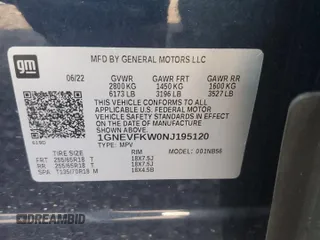 gm
MFD BY GENERAL MOTORS LLC
06/22 GVWR GAWR FRT GAWR RR
2800 KG 1450 KG 1600 KG
6173 LB 3196 LB 3527 LB
THIS VEHICLE CONFORMS TO ALL APPLICABLE U.S.
FEDERAL MOTOR VEHICLE SAFETY STANDARDS
IN EFFECT ON THE DATE OF MANUFACTURE SHOWN ABOVE.
1GNEVFKW0NJ195120
TYPE: MPV
TIRE SIZE RIM MODEL:
FRT 255/65R18 T 18X7.5J
RR 255/65R18 T 18X7.5J
SPA T135/70R18 M 18X4.5B
AUTOBIDMASTER